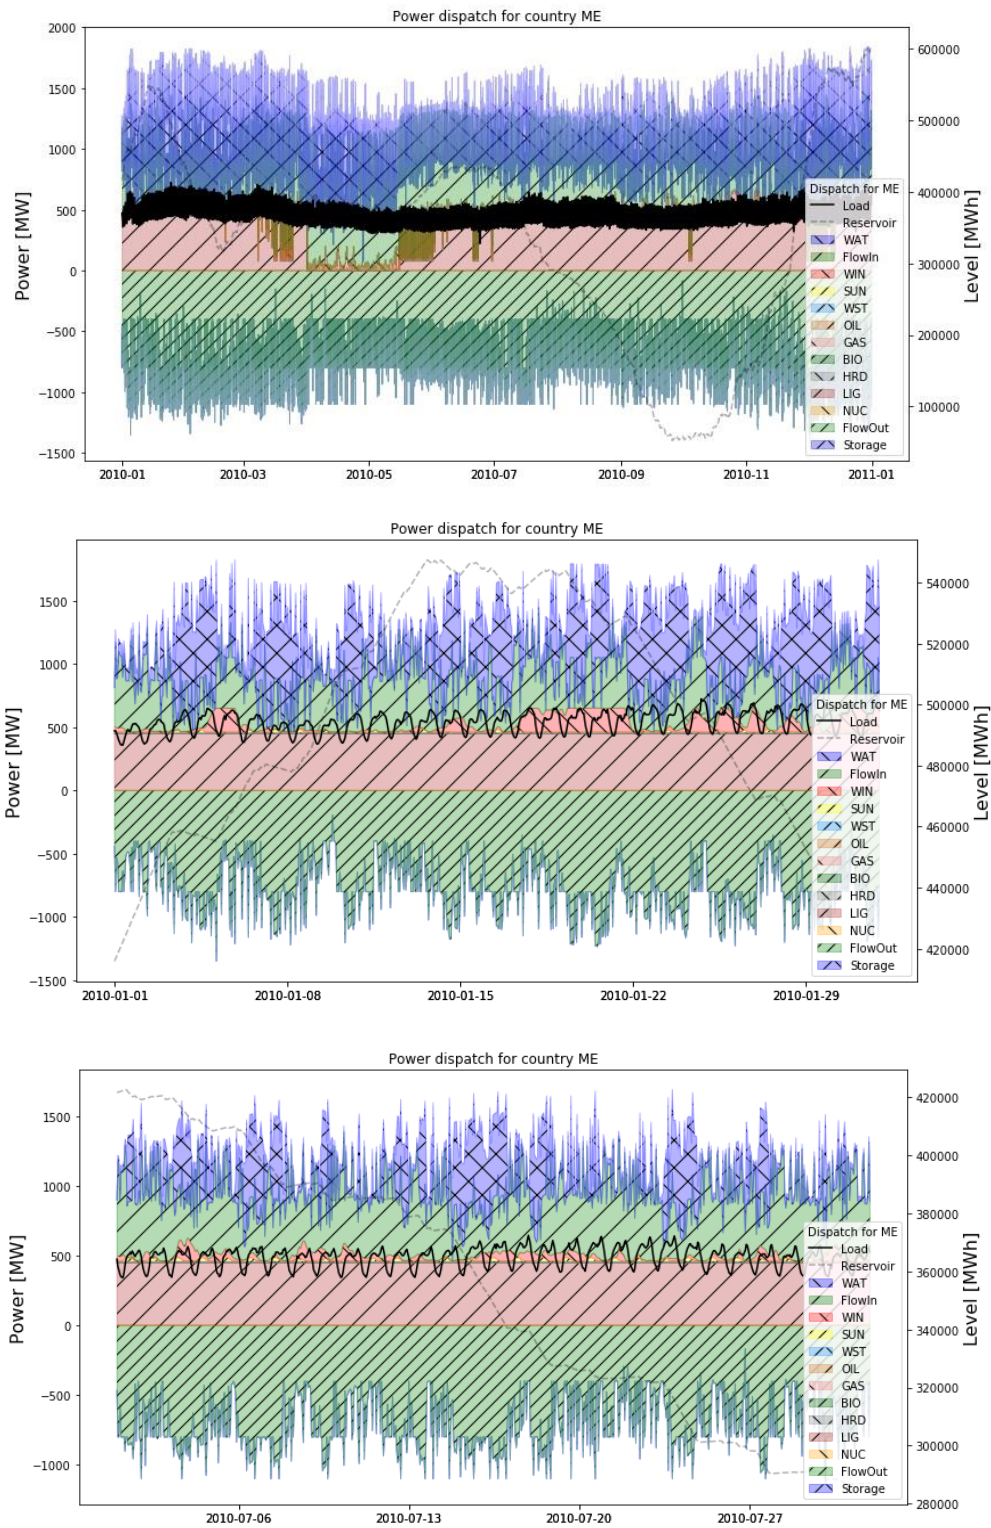 Power dispatch for country ME
2000
1500
1000
500
0
−500
−1000
−1500
Power [MW]
600000
500000
400000
300000
200000
100000
Level [MWh]
Dispatch for ME
Load
Reservoir
WAT
FlowIn
WIN
SUN
WST
OIL
GAS
BIO
HRD
LIG
NUC
FlowOut
Storage
2010-01
2010-03
2010-05
2010-07
2010-09
2010-11
2011-01
Power dispatch for country ME
1500
1000
500
0
−500
−1000
−1500
Power [MW]
540000
520000
500000
480000
460000
440000
420000
Level [MWh]
Dispatch for ME
Load
Reservoir
WAT
FlowIn
WIN
SUN
WST
OIL
GAS
BIO
HRD
LIG
NUC
FlowOut
Storage
2010-01-01
2010-01-08
2010-01-15
2010-01-22
2010-01-29
Power dispatch for country ME
1500
1000
500
0
−500
−1000
Power [MW]
420000
400000
380000
360000
340000
320000
300000
280000
Level [MWh]
Dispatch for ME
Load
Reservoir
WAT
FlowIn
WIN
SUN
WST
OIL
GAS
BIO
HRD
LIG
NUC
FlowOut
Storage
2010-07-06
2010-07-13
2010-07-20
2010-07-27